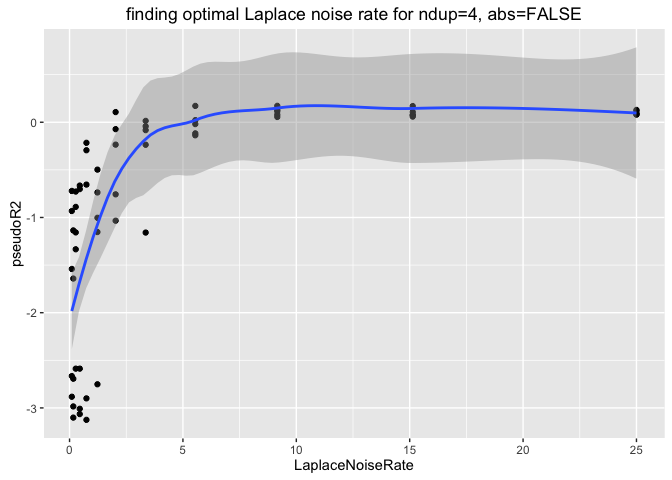 finding optimal Laplace noise rate for ndup=4, abs=FALSE
pseudoR2
0
-1
-2
-3
0 5 10 15 20 25
LaplaceNoiseRate